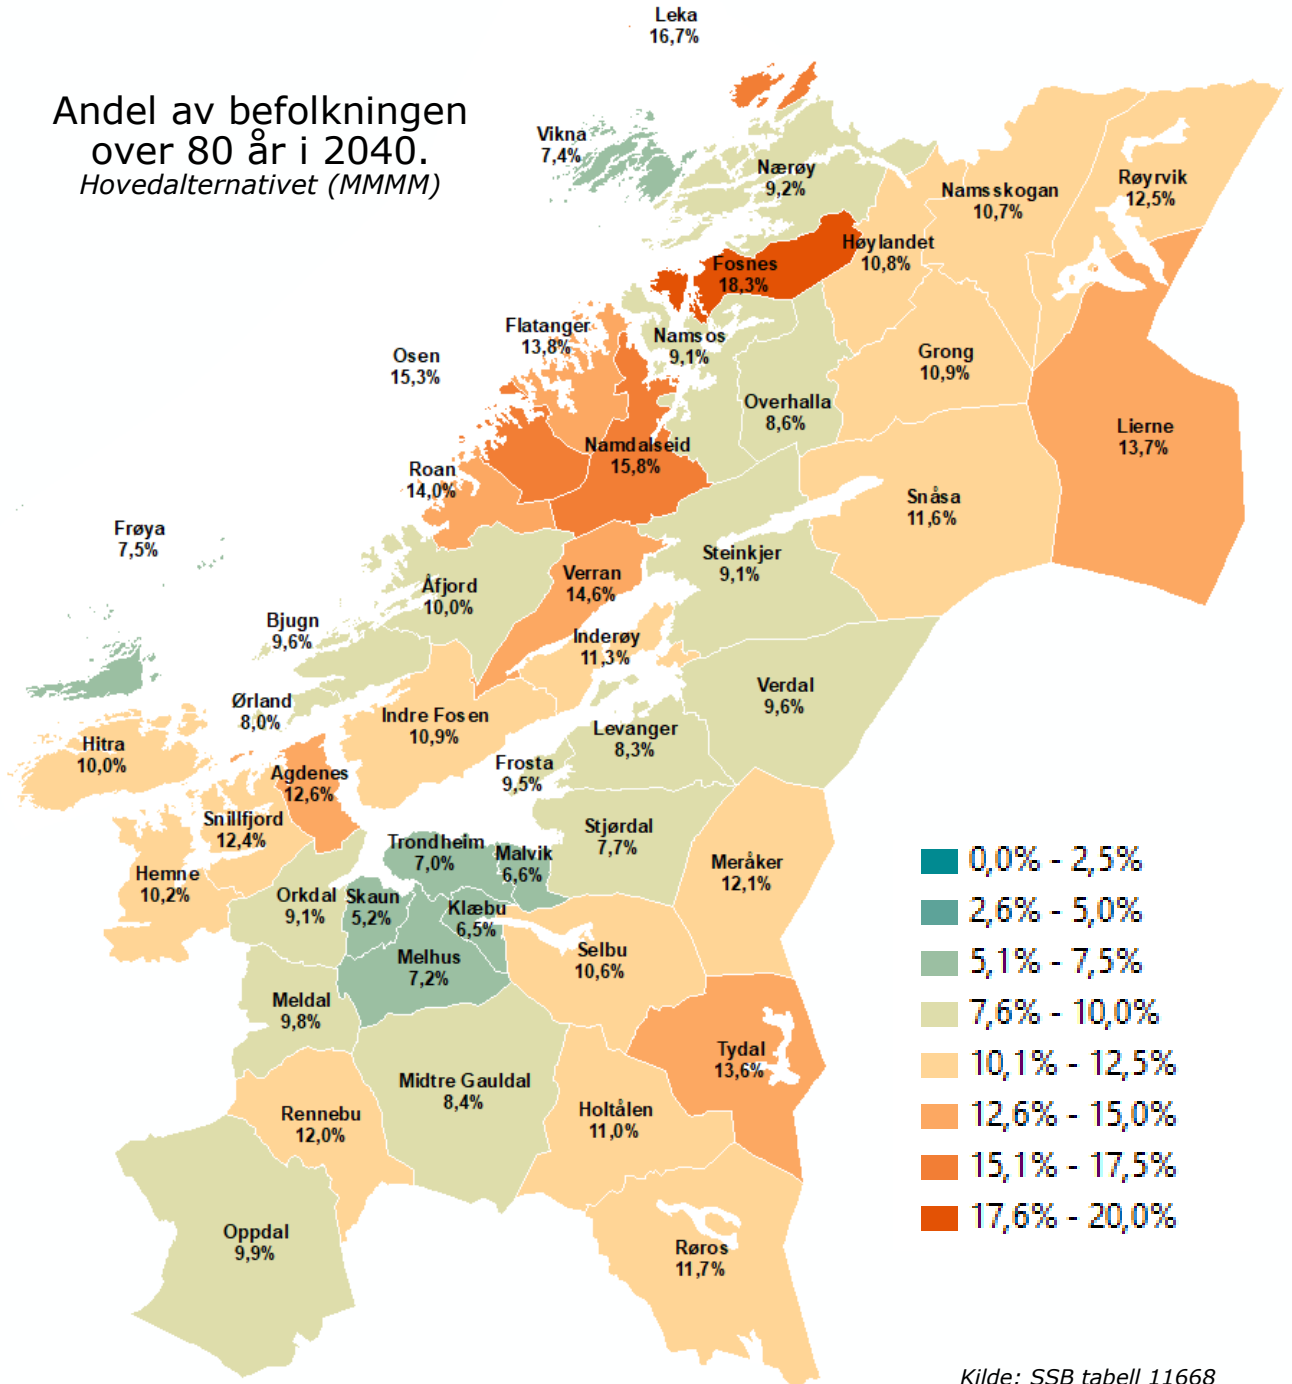 Leka
16,7%
Andel av befolkningen
over 80 år i 2040.
Hovedalternativet (MMMM)
Vikna
7,4%
Nærøy
9,2%
Namsskogan
10,7%
Røyrvik
12,5%
Høylandet
10,8%
Fosnes
18,3%
Flatanger
13,8%
Namsos
9,1%
Osen
15,3%
Grong
10,9%
Overhalla
8,6%
Lierne
13,7%
Namdalseid
15,8%
Roan
14,0%
Snåsa
11,6%
Frøya
7,5%
Steinkjer
9,1%
Verran
14,6%
Åfjord
10,0%
Bjugn
9,6%
Inderøy
11,3%
Verdal
9,6%
Ørland
8,0%
Indre Fosen
10,9%
Levanger
8,3%
Hitra
10,0%
Frosta
9,5%
Agdenes
12,6%
Snillfjord
12,4%
Stjørdal
7,7%
Trondheim
7,0%
Malvik
6,6%
Meråker
12,1%
Hemne
10,2%
Orkdal
9,1%
Skaun
5,2%
Klæbu
6,5%
Selbu
10,6%
Melhus
7,2%
Meldal
9,8%
Tydal
13,6%
Midtre Gauldal
8,4%
Rennebu
12,0%
Holtålen
11,0%
Oppdal
9,9%
Røros
11,7%
0,0% - 2,5%
2,6% - 5,0%
5,1% - 7,5%
7,6% - 10,0%
10,1% - 12,5%
12,6% - 15,0%
15,1% - 17,5%
17,6% - 20,0%
Kilde: SSB tabell 11668